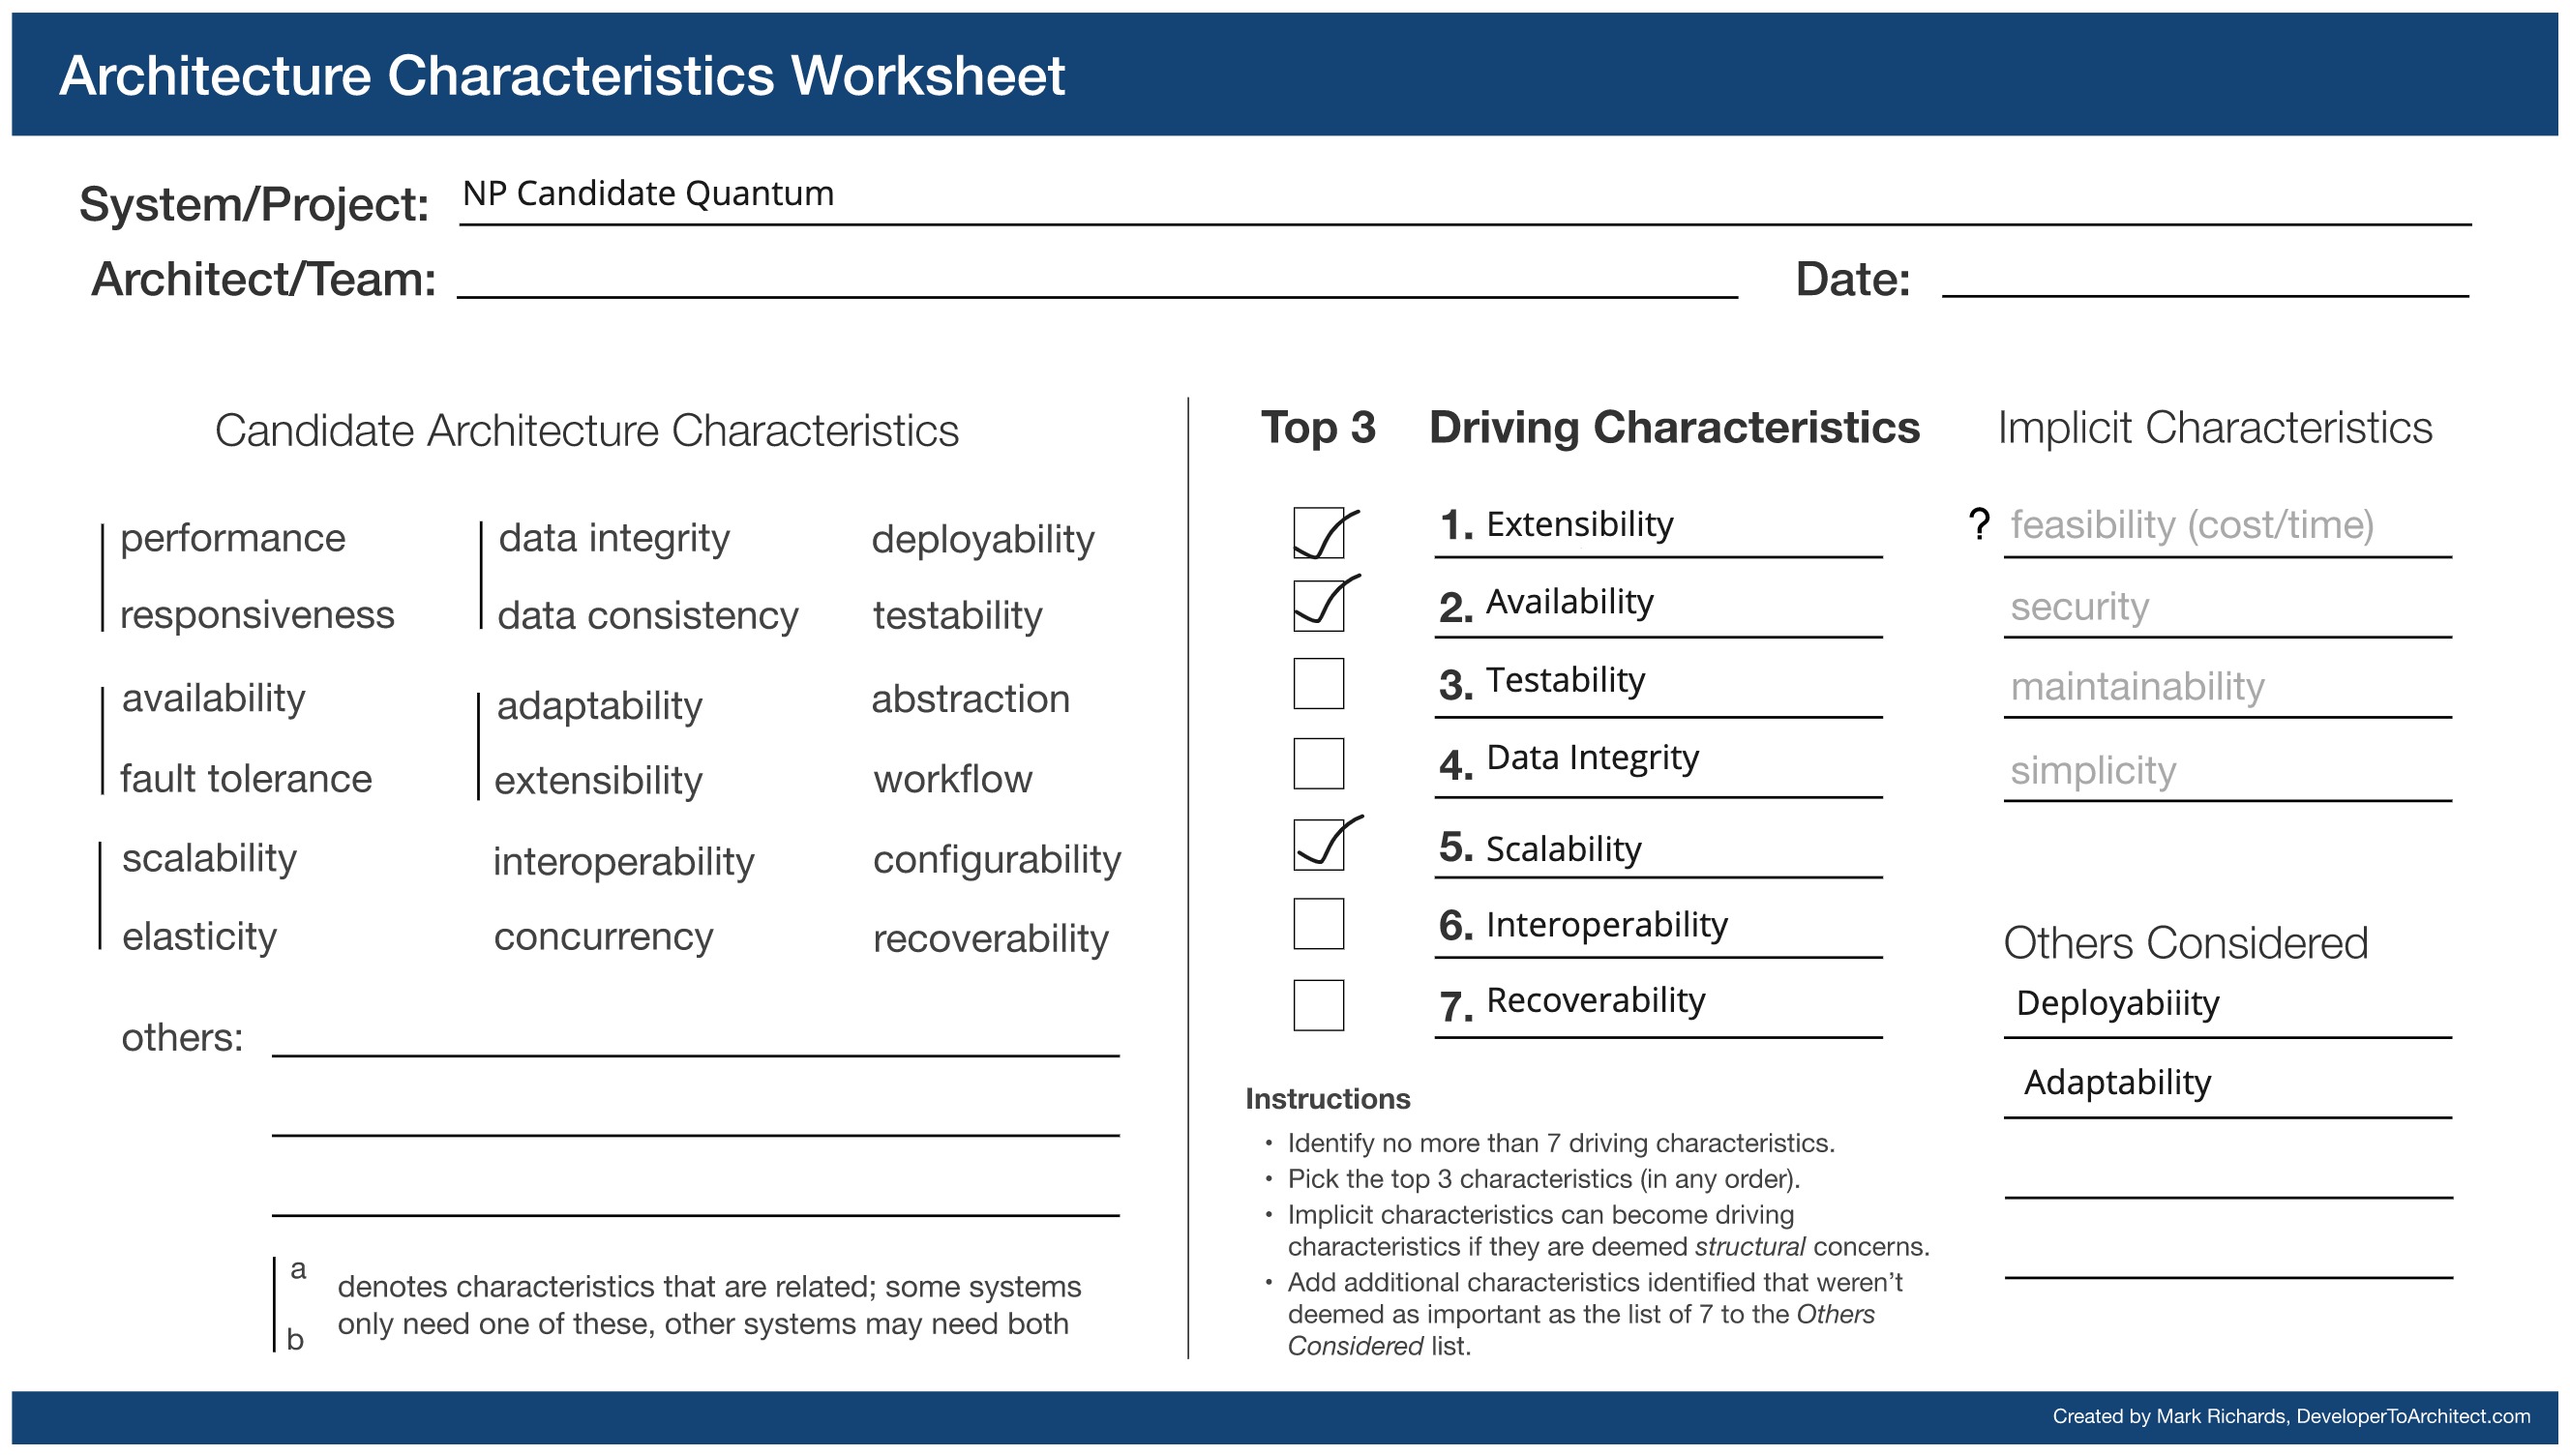 Architecture Characteristics Worksheet
System/Project: NP Candidate Quantum
Architect/Team:
Date:
Candidate Architecture Characteristics
performance
responsiveness
availability
fault tolerance
scalability
elasticity
data integrity
data consistency
adaptability
extensibility
interoperability
concurrency
deployability
testability
abstraction
workflow
configurability
recoverability
others:
a
b
denotes characteristics that are related; some systems
only need one of these, other systems may need both
Top 3 Driving Characteristics
1. Extensibility
2. Availability
3. Testability
4. Data Integrity
5. Scalability
6. Interoperability
7. Recoverability
Implicit Characteristics
? feasibility (cost/time)
security
maintainability
simplicity
Others Considered
Deployabiiity
Adaptability
Instructions
• Identify no more than 7 driving characteristics.
• Pick the top 3 characteristics (in any order).
• Implicit characteristics can become driving
characteristics if they are deemed structural concerns.
• Add additional characteristics identified that weren't
deemed as important as the list of 7 to the Others
Considered list.
Created by Mark Richards, DeveloperToArchitect.com